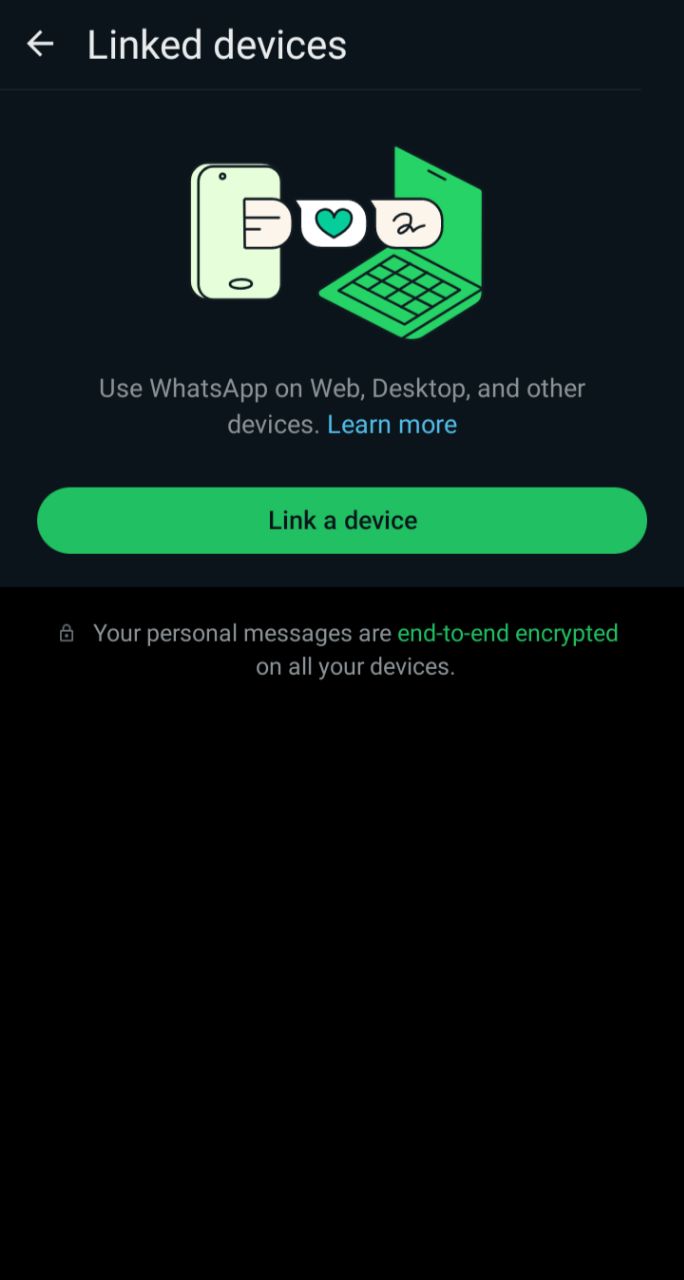 Linked devices
Use WhatsApp on Web, Desktop, and other
devices. Learn more
Link a device
Your personal messages are end-to-end encrypted
on all your devices.